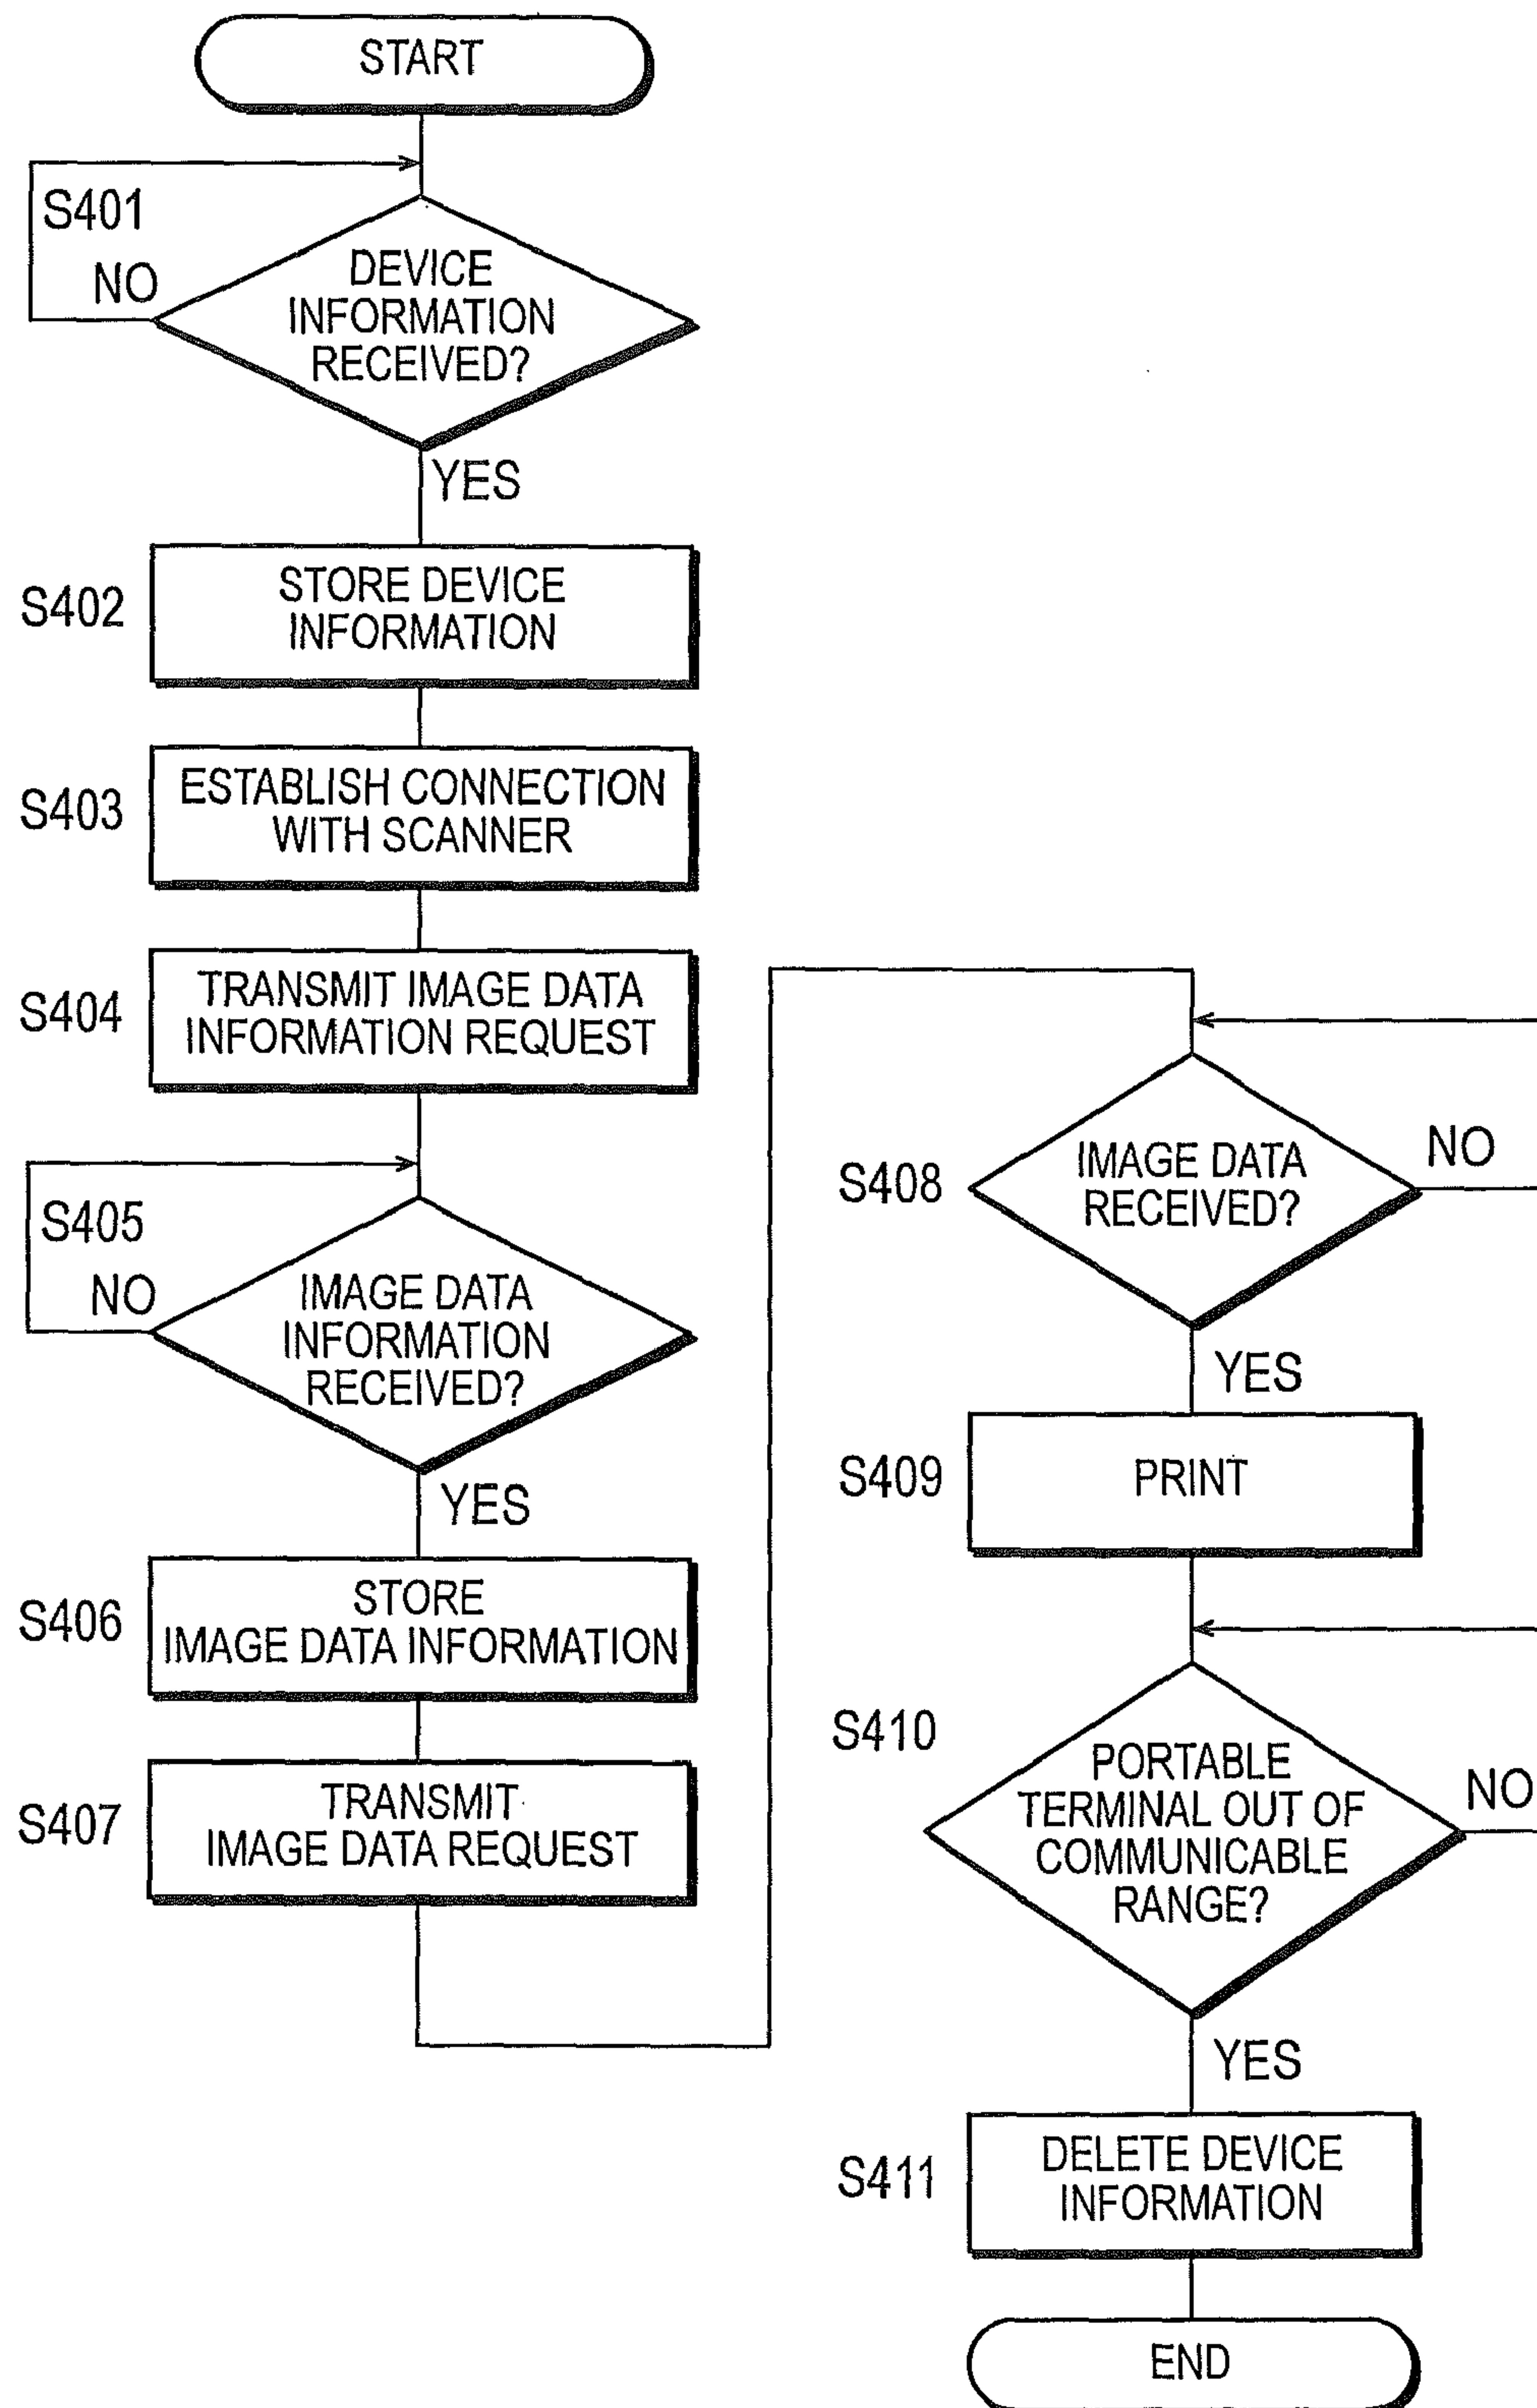 START
S401
NO
DEVICE
INFORMATION
RECEIVED?
YES
S402
STORE DEVICE
INFORMATION
S403
ESTABLISH CONNECTION
WITH SCANNER
S404
TRANSMIT IMAGE DATA
INFORMATION REQUEST
S405
NO
IMAGE DATA
INFORMATION
RECEIVED?
YES
S406
STORE
IMAGE DATA INFORMATION
S407
TRANSMIT
IMAGE DATA REQUEST
S408
IMAGE DATA
RECEIVED?
NO
YES
S409
PRINT
S410
PORTABLE
TERMINAL OUT OF
COMMUNICABLE
RANGE?
NO
YES
S411
DELETE DEVICE
INFORMATION
END